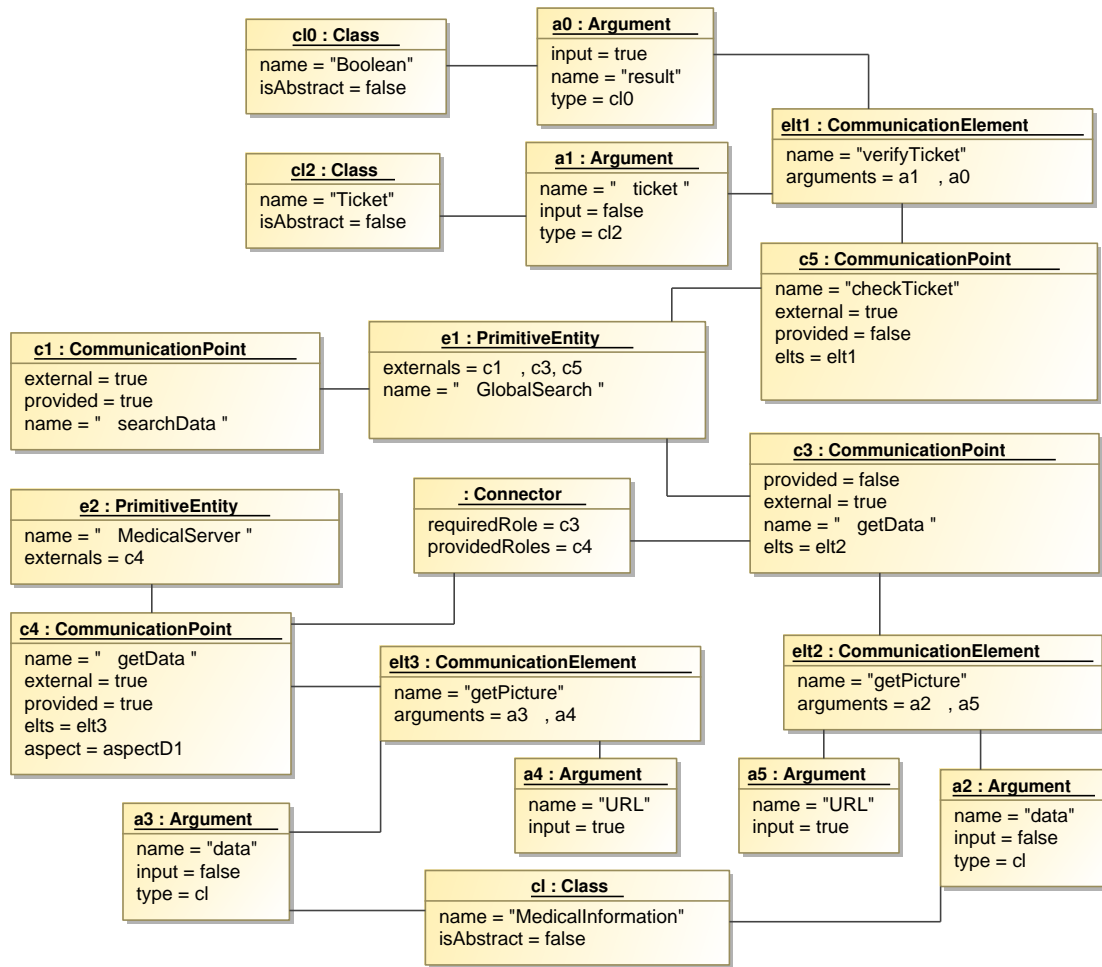 cl0 : Class
name = "Boolean"
isAbstract = false
a0 : Argument
input = true
name = "result"
type = cl0
elt1 : CommunicationElement
name = "verifyTicket"
arguments = a1 , a0
cl2 : Class
name = "Ticket"
isAbstract = false
a1 : Argument
name = " ticket "
input = false
type = cl2
c5 : CommunicationPoint
name = "checkTicket"
external = true
provided = false
elts = elt1
c1 : CommunicationPoint
external = true
provided = true
name = " searchData "
e1 : PrimitiveEntity
externals = c1 , c3, c5
name = " GlobalSearch "
c3 : CommunicationPoint
provided = false
external = true
name = " getData "
elts = elt2
e2 : PrimitiveEntity
name = " MedicalServer "
externals = c4
: Connector
requiredRole = c3
providedRoles = c4
c4 : CommunicationPoint
name = " getData "
external = true
provided = true
elts = elt3
aspect = aspectD1
elt3 : CommunicationElement
name = "getPicture"
arguments = a3 , a4
elt2 : CommunicationElement
name = "getPicture"
arguments = a2 , a5
a4 : Argument
name = "URL"
input = true
a5 : Argument
name = "URL"
input = true
a2 : Argument
name = "data"
input = false
type = cl
a3 : Argument
name = "data"
input = false
type = cl
cl : Class
name = "MedicalInformation"
isAbstract = false